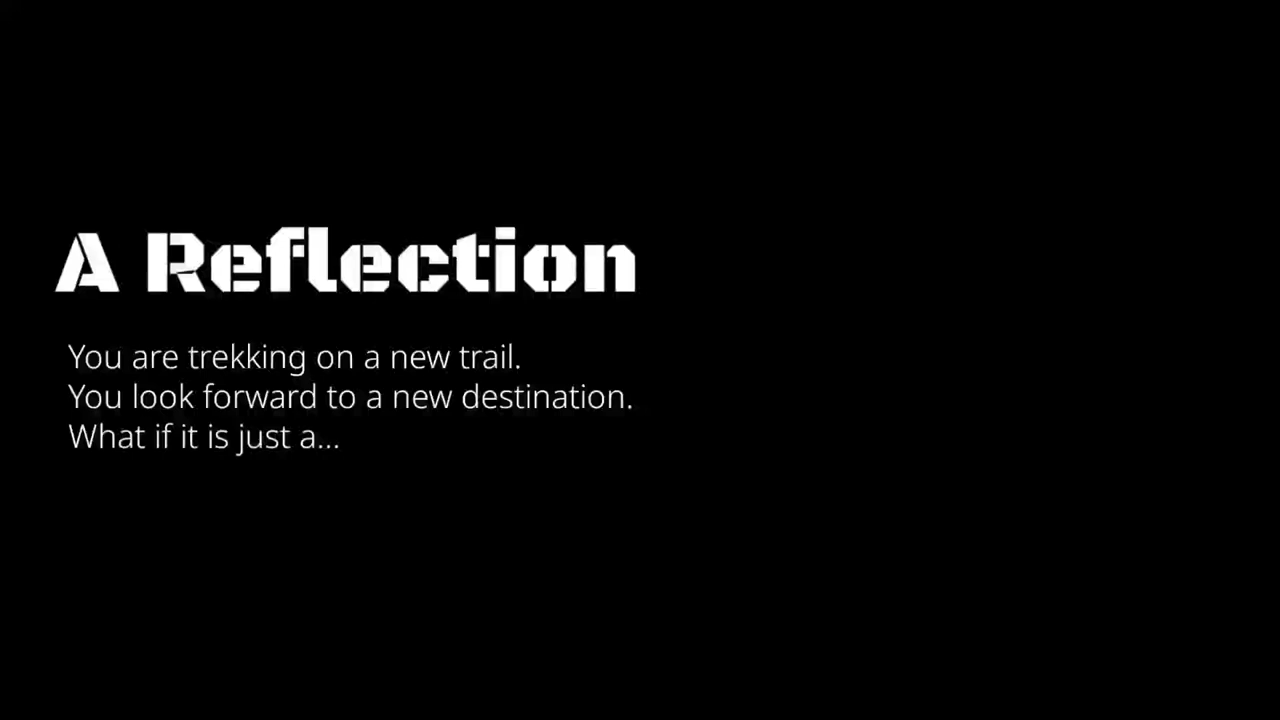 A Reflection
You are trekking on a new trail.
You look forward to a new destination.
What if it is just a...